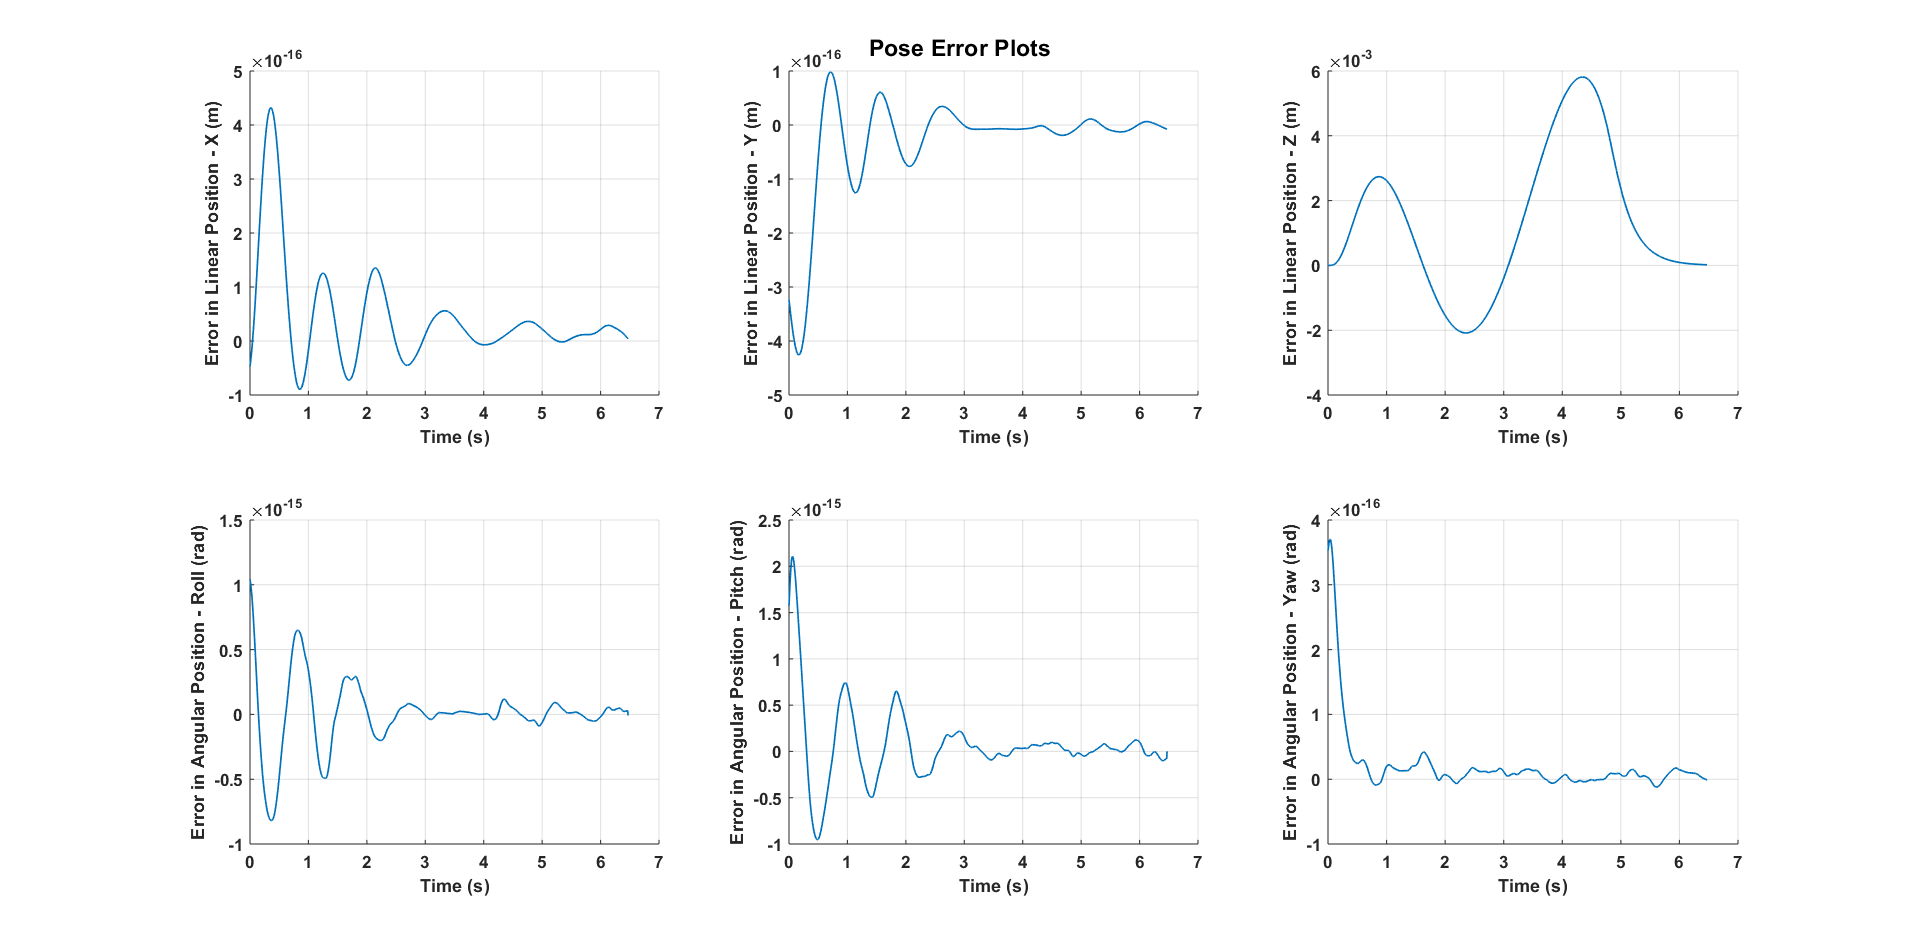 Pose Error Plots
×10-16
5
4
3
2
1
0
-1
Error in Linear Position - X (m)
0 1 2 3 4 5 6 7
Time (s)
×10-16
1
0
-1
-2
-3
-4
-5
Error in Linear Position - Y (m)
0 1 2 3 4 5 6 7
Time (s)
×10-3
6
4
2
0
-2
-4
Error in Linear Position - Z (m)
0 1 2 3 4 5 6 7
Time (s)
×10-15
1.5
1
0.5
0
-0.5
-1
Error in Angular Position - Roll (rad)
0 1 2 3 4 5 6 7
Time (s)
×10-15
2.5
2
1.5
1
0.5
0
-0.5
-1
Error in Angular Position - Pitch (rad)
0 1 2 3 4 5 6 7
Time (s)
×10-16
4
3
2
1
0
-1
Error in Angular Position - Yaw (rad)
0 1 2 3 4 5 6 7
Time (s)